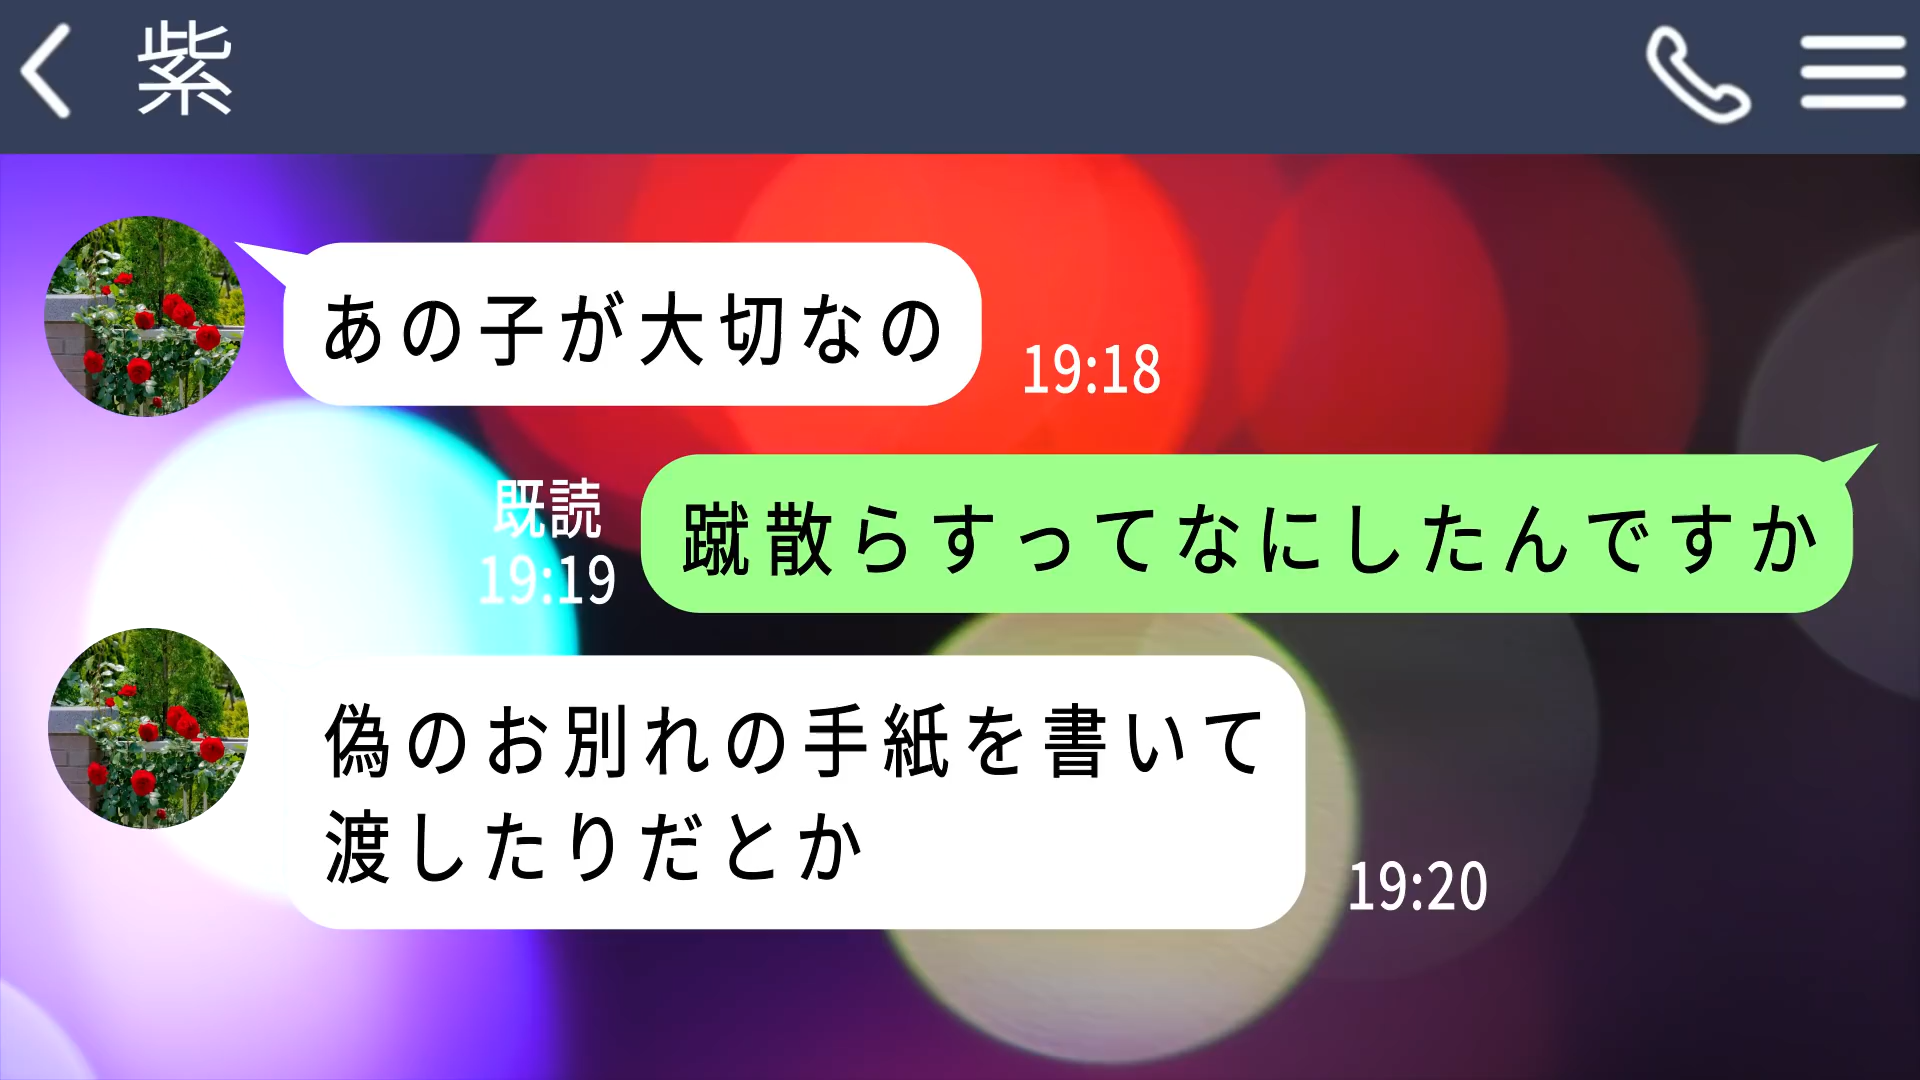 紫
あの子が大切なの
19:18
既読
19:19
蹴散らすってなにしたんですか
偽のお別れの手紙を書いて
渡したりだとか
19:20